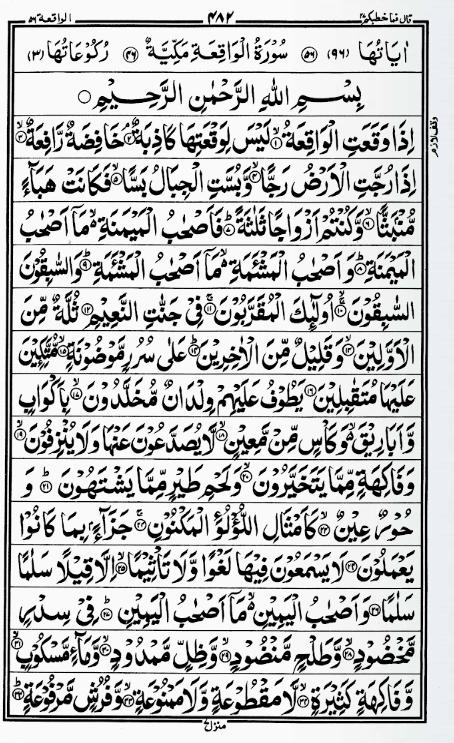 قال فما خطبكم ٢٧ ٤٨٢ الواقعة ٥٦
اٰيَاتُهَا (٩٦) ٥٦ سُوْرَةُ الْوَاقِعَةِ مَكِّيَّةٌ ٤٦ رُكُوْعَاتُهَا (٣)
بِسْمِ اللّٰهِ الرَّحْمٰنِ الرَّحِيْمِ
وقف لازم
اِذَا وَقَعَتِ الْوَاقِعَةُ ۙ﴿١﴾ لَيْسَ لِوَقْعَتِهَا كَاذِبَةٌ ۘ﴿٢﴾ خَافِضَةٌ رَّافِعَةٌ ۙ﴿٣﴾
اِذَا رُجَّتِ الْاَرْضُ رَجًّا ۙ﴿٤﴾ وَّبُسَّتِ الْجِبَالُ بَسًّا ۙ﴿٥﴾ فَكَانَتْ هَبَآءً
مُّنْۢبَثًّا ۙ﴿٦﴾ وَّكُنْتُمْ اَزْوَاجًا ثَلٰثَةً ؕ﴿٧﴾ فَاَصْحٰبُ الْمَيْمَنَةِ ۙ مَاۤ اَصْحٰبُ
الْمَيْمَنَةِ ؕ﴿٨﴾ وَاَصْحٰبُ الْمَشْـَٔمَةِ ۙ مَاۤ اَصْحٰبُ الْمَشْـَٔمَةِ ؕ﴿٩﴾ وَالسّٰبِقُوْنَ
السّٰبِقُوْنَ ۚۙ﴿١٠﴾ اُولٰٓئِكَ الْمُقَرَّبُوْنَ ۚ﴿١١﴾ فِيْ جَنّٰتِ النَّعِيْمِ ﴿١٢﴾ ثُلَّةٌ مِّنَ
الْاَوَّلِيْنَ ۙ﴿١٣﴾ وَقَلِيْلٌ مِّنَ الْاٰخِرِيْنَ ؕ﴿١٤﴾ عَلٰى سُرُرٍ مَّوْضُوْنَةٍ ۙ﴿١٥﴾ مُّتَّكِـِٕيْنَ
عَلَيْهَا مُتَقٰبِلِيْنَ ﴿١٦﴾ يَطُوْفُ عَلَيْهِمْ وِلْدَانٌ مُّخَلَّدُوْنَ ۙ﴿١٧﴾ بِاَكْوَابٍ
وَّاَبَارِيْقَ ۙ وَكَاْسٍ مِّنْ مَّعِيْنٍ ۙ﴿١٨﴾ لَّا يُصَدَّعُوْنَ عَنْهَا وَلَا يُنْزِفُوْنَ ۙ﴿١٩﴾
وَفَاكِهَةٍ مِّمَّا يَتَخَيَّرُوْنَ ۙ﴿٢٠﴾ وَلَحْمِ طَيْرٍ مِّمَّا يَشْتَهُوْنَ ؕ﴿٢١﴾ وَ
حُوْرٌ عِيْنٌ ۙ﴿٢٢﴾ كَاَمْثَالِ اللُّؤْلُؤِ الْمَكْنُوْنِ ۚ﴿٢٣﴾ جَزَآءًۢ بِمَا كَانُوْا
يَعْمَلُوْنَ ﴿٢٤﴾ لَا يَسْمَعُوْنَ فِيْهَا لَغْوًا وَّلَا تَاْثِيْمًا ۙ﴿٢٥﴾ اِلَّا قِيْلًا سَلٰمًا
سَلٰمًا ﴿٢٦﴾ وَاَصْحٰبُ الْيَمِيْنِ ۙ مَاۤ اَصْحٰبُ الْيَمِيْنِ ؕ﴿٢٧﴾ فِيْ سِدْرٍ
مَّخْضُوْدٍ ۙ﴿٢٨﴾ وَّطَلْحٍ مَّنْضُوْدٍ ۙ﴿٢٩﴾ وَّظِلٍّ مَّمْدُوْدٍ ۙ﴿٣٠﴾ وَّمَآءٍ مَّسْكُوْبٍ ۙ﴿٣١﴾
وَّفَاكِهَةٍ كَثِيْرَةٍ ۙ﴿٣٢﴾ لَّا مَقْطُوْعَةٍ وَّلَا مَمْنُوْعَةٍ ۙ﴿٣٣﴾ وَّفُرُشٍ مَّرْفُوْعَةٍ ؕ﴿٣٤﴾
منزل ٧